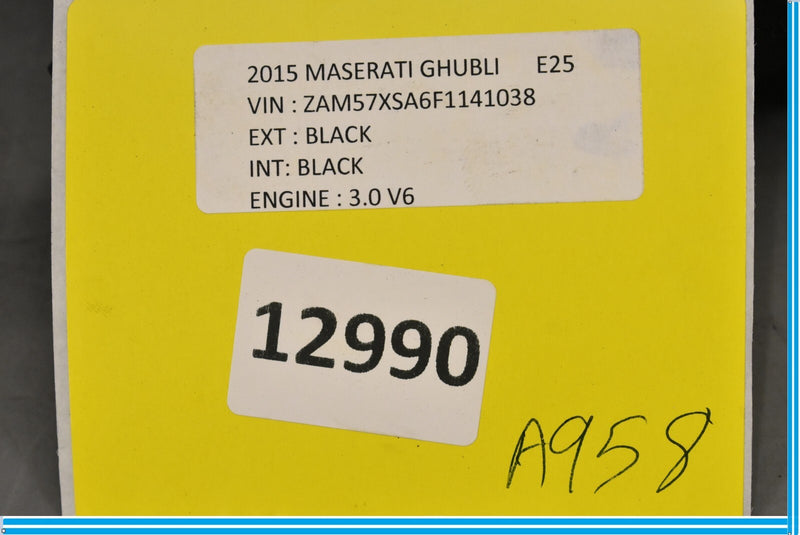 2015 MASERATI GHUBLI E25
VIN : ZAM57XSA6F1141038
EXT : BLACK
INT: BLACK
ENGINE : 3.0 V6
12990
A958